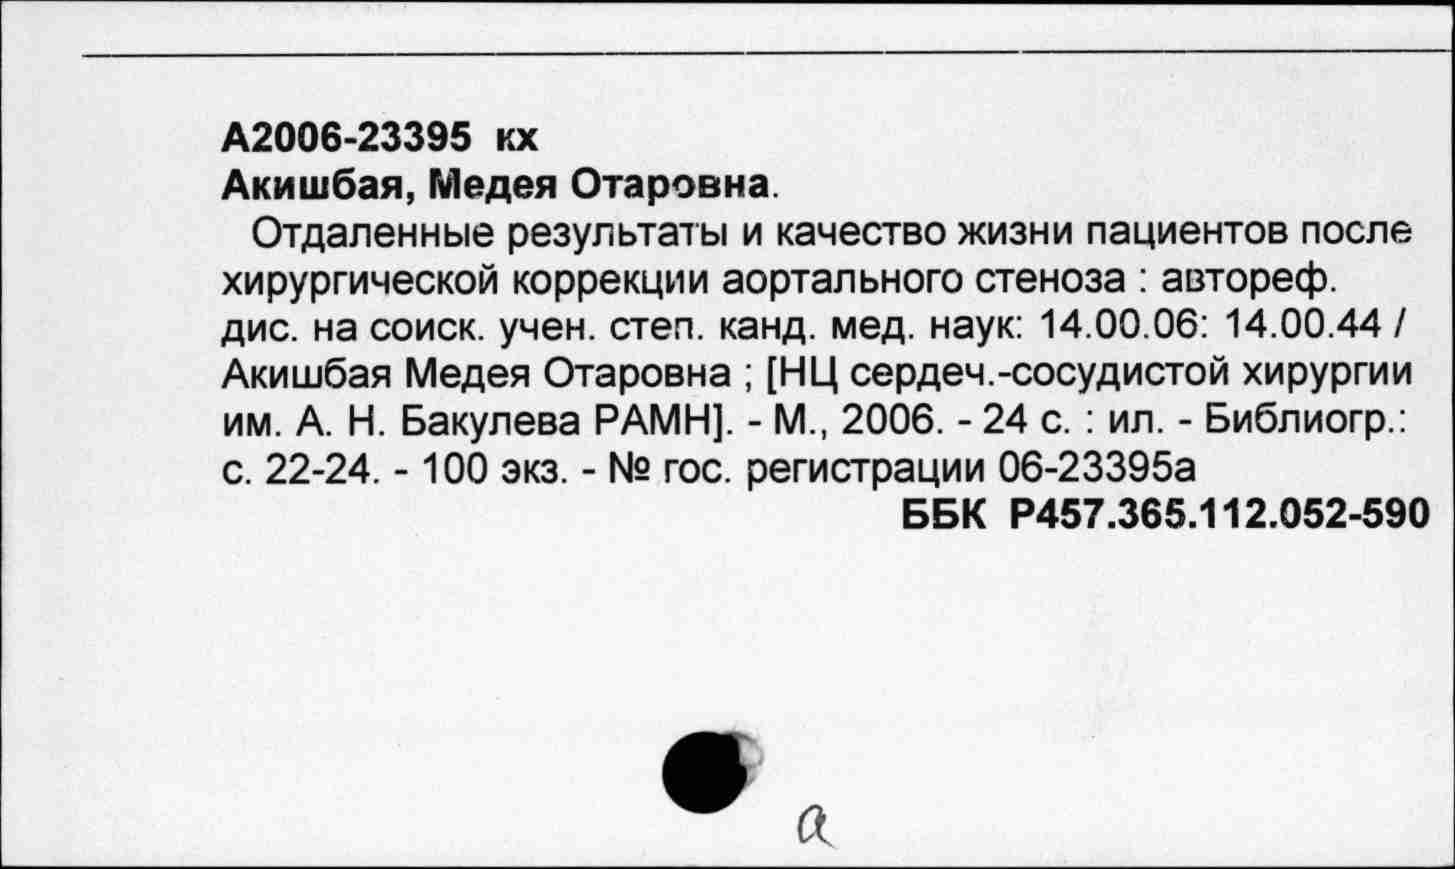 А2006-23395 кх
Акишбая, Медея Отаровна.
Отдаленные результаты и качество жизни пациентов после
хирургической коррекции аортального стеноза : автореф.
дис. на соиск. учен. степ. канд. мед. наук: 14.00.06: 14.00.44 /
Акишбая Медея Отаровна ; [НЦ сердеч.-сосудистой хирургии
им. А. Н. Бакулева РАМН]. - М., 2006. - 24 с. : ил. - Библиогр.:
с. 22-24. - 100 экз. - № гос. регистрации 06-23395а
ББК Р457.365.112.052-590
а